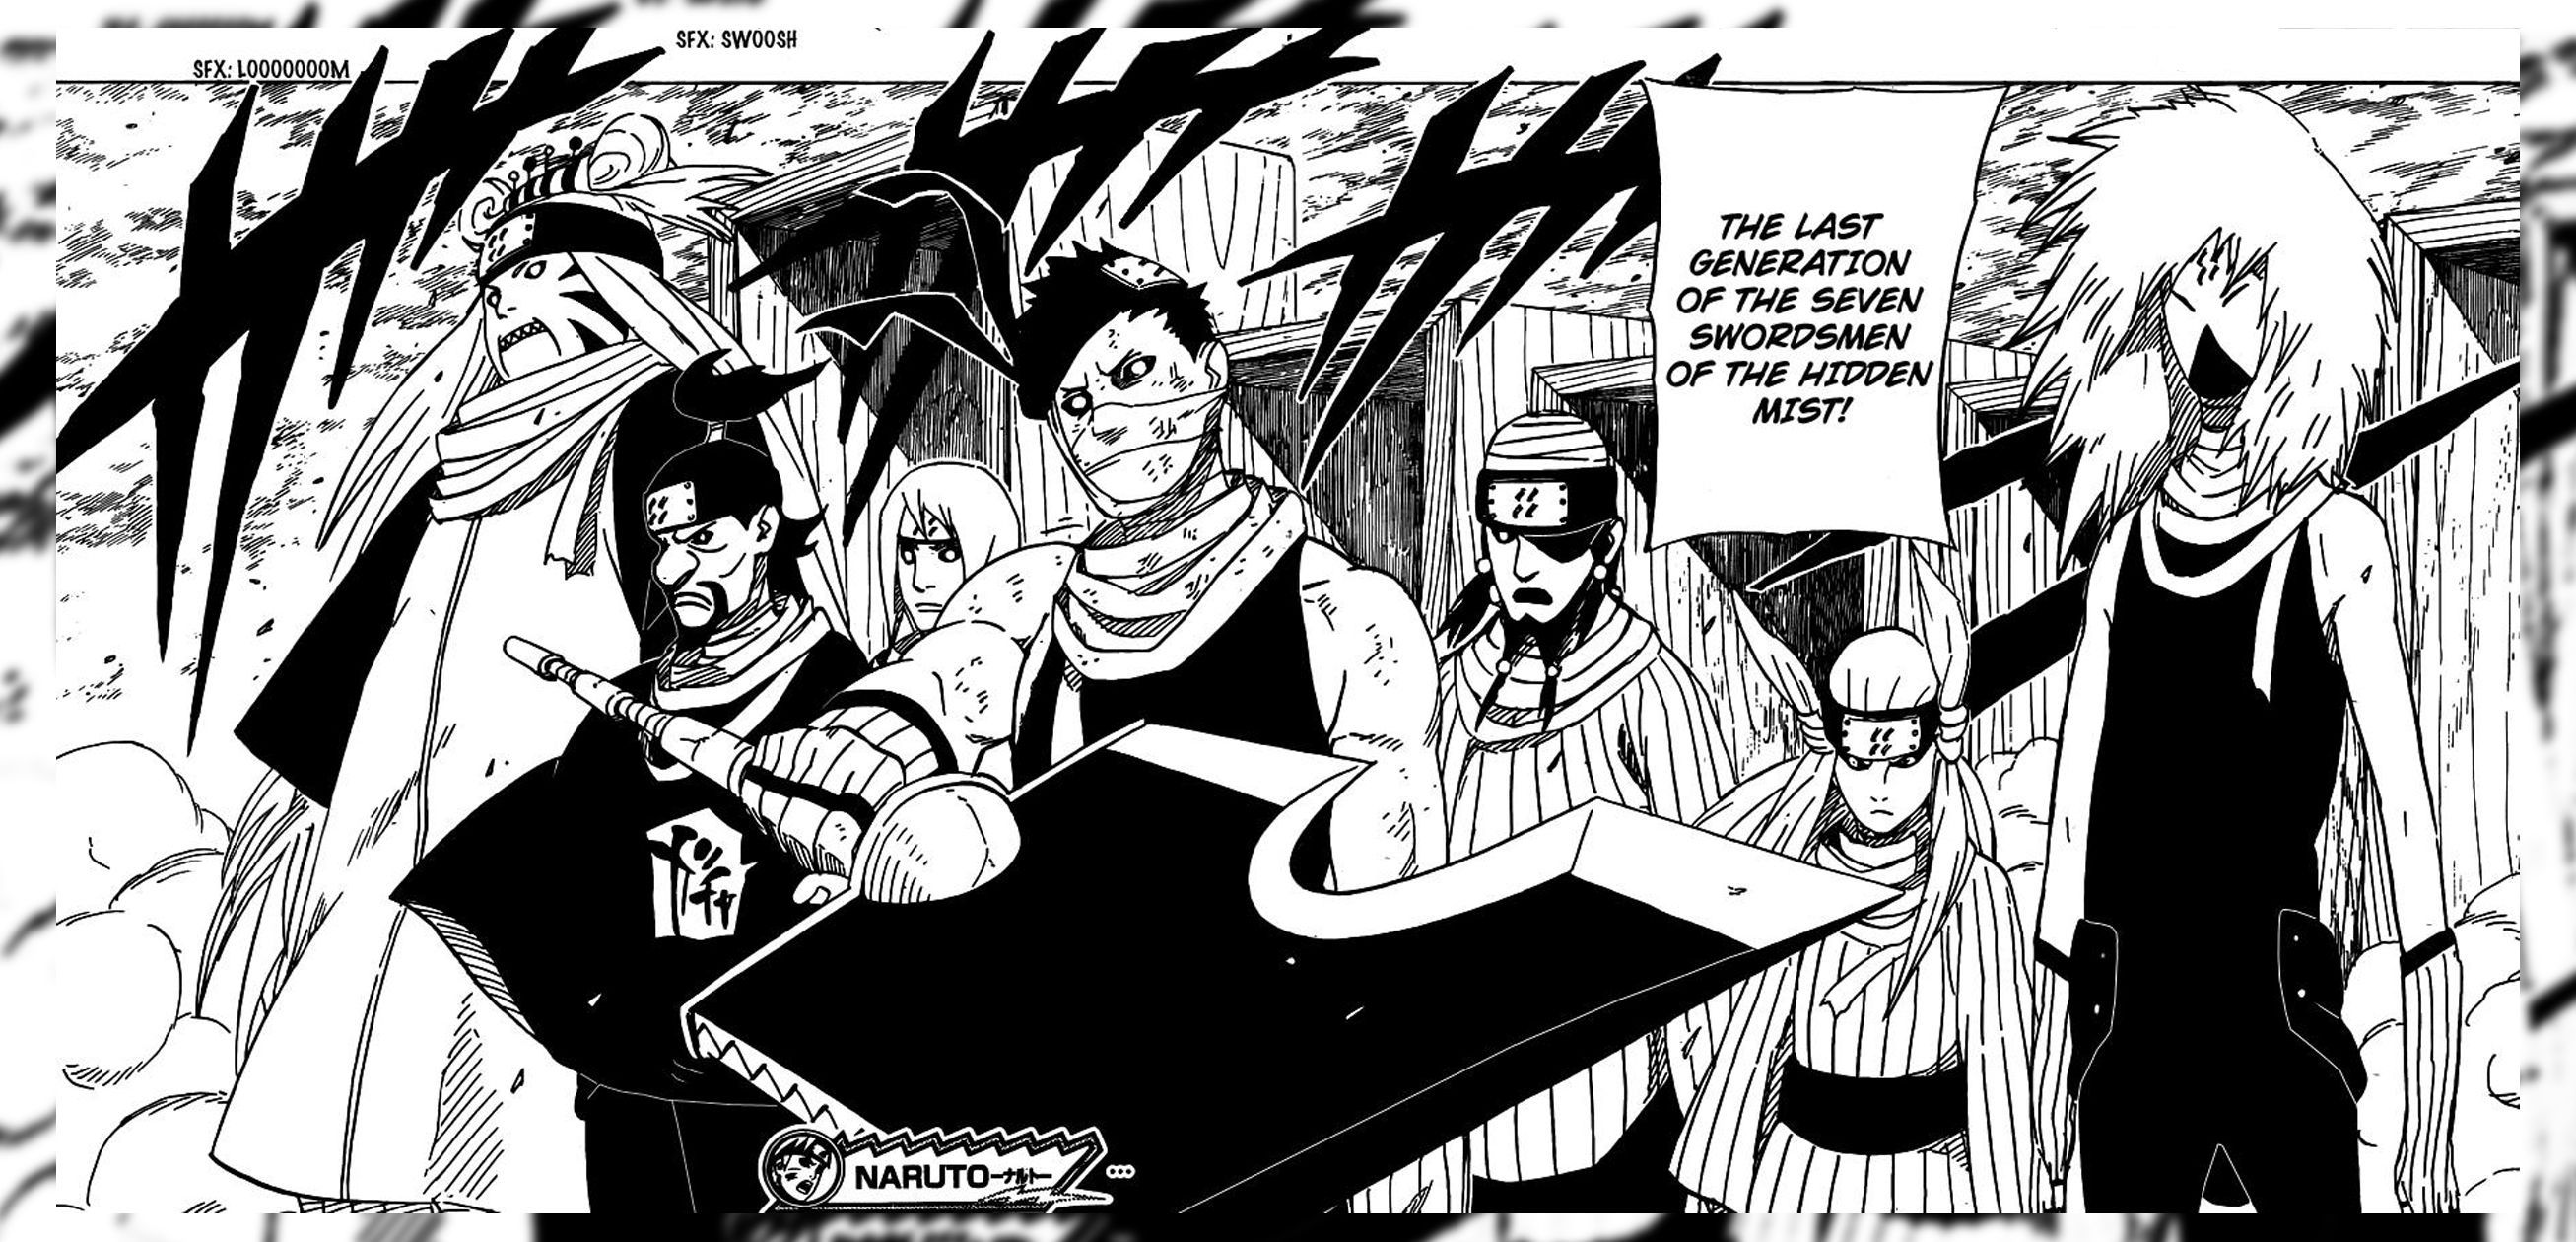 SFX: SWOOSH
SFX: LOOOOOOOM
THE LAST
GENERATION
OF THE SEVEN
SWORDSMEN
OF THE HIDDEN
MIST!
NARUTO-ナルト-
...